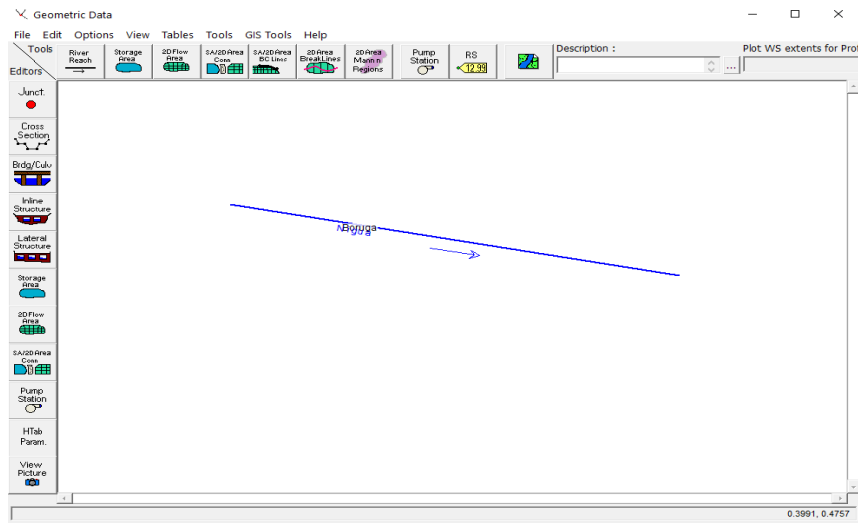 Geometric Data
File Edit Options View Tables Tools GIS Tools Help
Tools
Editors
River
Reach
Storage
Area
2D Flow
Area
SA/2D Area
Conn
SA/2D Area
BC Lines
2D Area
BreakLines
2D Area
Mann n
Regions
Pump
Station
RS
12.99
Description :
...
Plot WS extents for Prof
Junct.
Cross
Section
Brdg/Culv
Inline
Structure
Lateral
Structure
Storage
Area
2D Flow
Area
SA/2D Area
Conn
Pump
Station
HTab
Param.
View
Picture
Boruga
0.3991, 0.4757